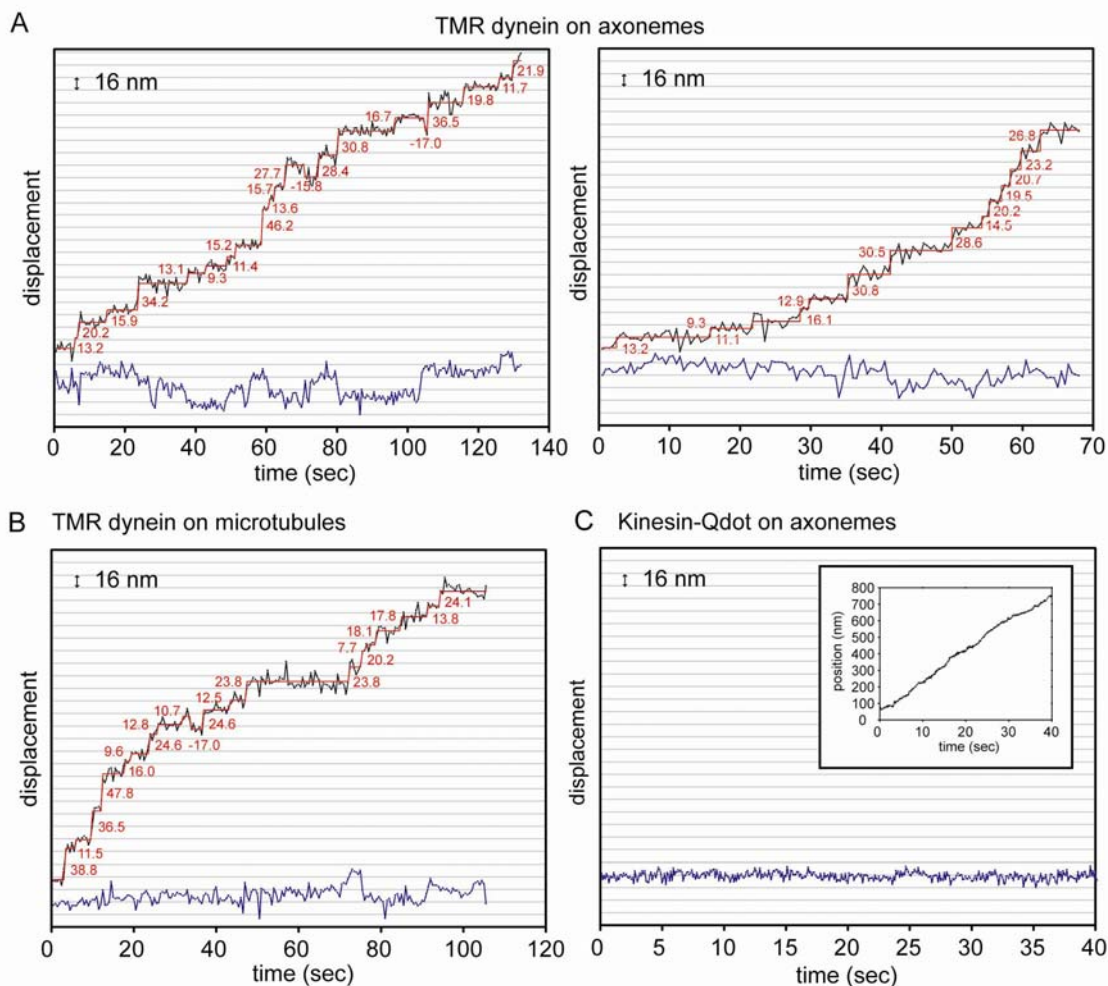 A
TMR dynein on axonemes
16 nm
displacement
13.2
20.2
15.9
34.2
13.1
9.3
15.2
11.4
46.2
13.6
15.7
27.7
-15.8
28.4
30.8
16.7
-17.0
36.5
19.8
11.7
21.9
0 20 40 60 80 100 120 140
time (sec)
16 nm
displacement
13.2
9.3
11.1
12.9
16.1
30.8
30.5
28.6
14.5
20.2
19.5
20.7
23.2
26.8
0 10 20 30 40 50 60 70
time (sec)
B TMR dynein on microtubules
16 nm
displacement
38.8
11.5
36.5
47.8
9.6
16.0
12.8
24.6
10.7
-17.0
12.5
24.6
23.8
23.8
7.7
20.2
18.1
17.8
13.8
24.1
0 20 40 60 80 100 120
time (sec)
C Kinesin-Qdot on axonemes
16 nm
displacement
position (nm)
800
700
600
500
400
300
200
100
0
0 10 20 30 40
time (sec)
0 5 10 15 20 25 30 35 40
time (sec)